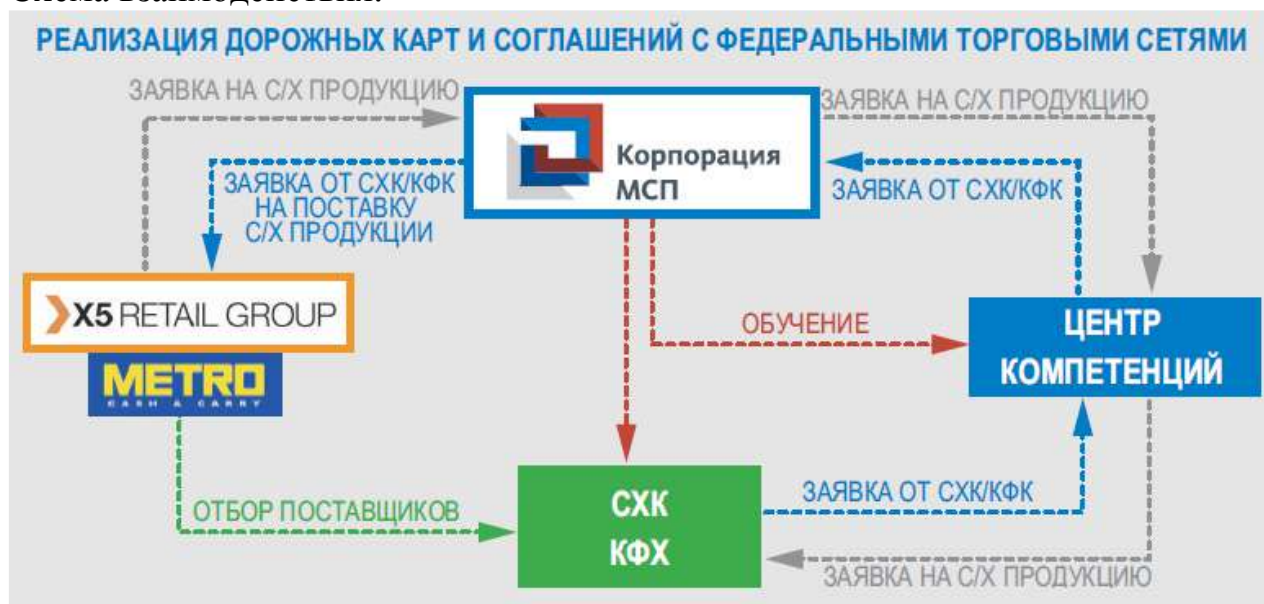 Схема взаимодействия:
РЕАЛИЗАЦИЯ ДОРОЖНЫХ КАРТ И СОГЛАШЕНИЙ С ФЕДЕРАЛЬНЫМИ ТОРГОВЫМИ СЕТЯМИ
ЗАЯВКА НА С/Х ПРОДУКЦИЮ
ЗАЯВКА НА С/Х ПРОДУКЦИЮ
Корпорация
МСП
ЗАЯВКА ОТ СХК/КФК
НА ПОСТАВКУ
С/Х ПРОДУКЦИИ
ЗАЯВКА ОТ СХК/КФК
X5 RETAIL GROUP
METRO
CASH & CARRY
ОБУЧЕНИЕ
ЦЕНТР
КОМПЕТЕНЦИЙ
ОТБОР ПОСТАВЩИКОВ
СХК
КФХ
ЗАЯВКА ОТ СХК/КФК
ЗАЯВКА НА С/Х ПРОДУКЦИЮ